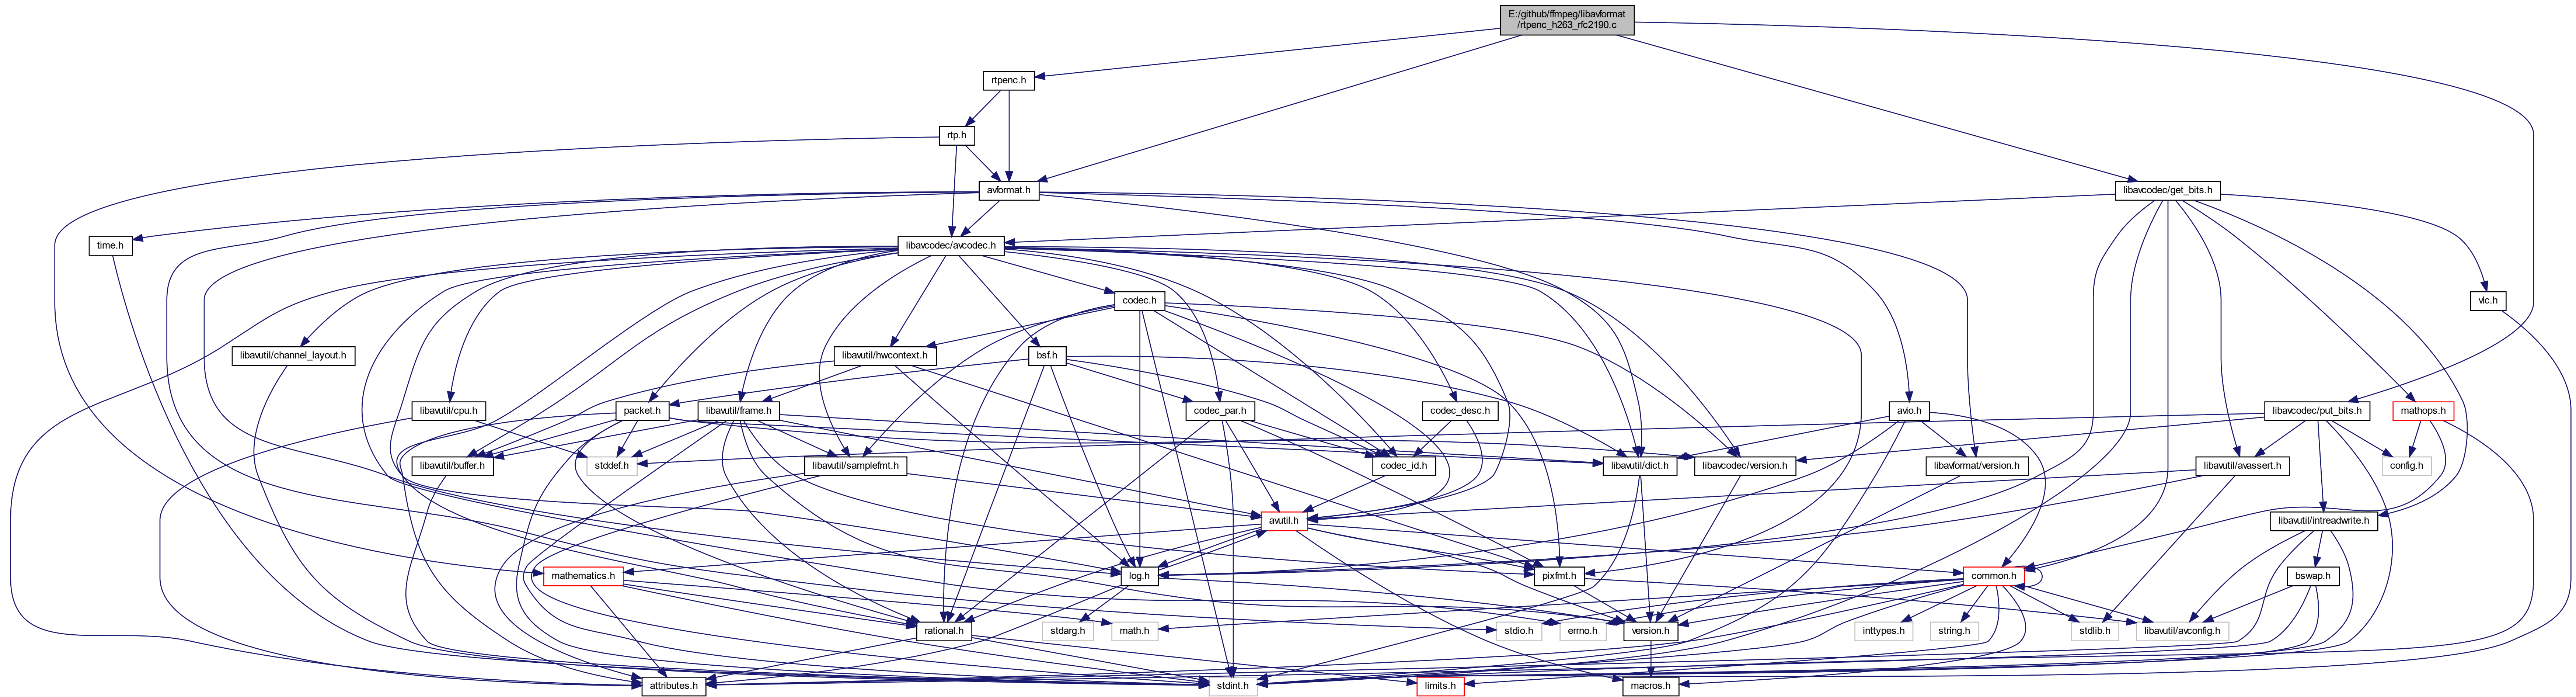 E:/github/ffmpeg/libavformat
/rtpenc_h263_rfc2190.c
rtpenc.h
rtp.h
avformat.h
libavcodec/get_bits.h
time.h
libavcodec/avcodec.h
codec.h
vlc.h
libavutil/channel_layout.h
libavutil/hwcontext.h
bsf.h
libavutil/cpu.h
packet.h
libavutil/frame.h
codec_par.h
codec_desc.h
avio.h
libavcodec/put_bits.h
mathops.h
libavutil/buffer.h
stddef.h
libavutil/samplefmt.h
codec_id.h
libavutil/dict.h
libavcodec/version.h
libavformat/version.h
libavutil/avassert.h
config.h
avutil.h
libavutil/intreadwrite.h
mathematics.h
log.h
pixfmt.h
common.h
bswap.h
rational.h
stdarg.h
math.h
stdio.h
errno.h
version.h
inttypes.h
string.h
stdlib.h
libavutil/avconfig.h
attributes.h
stdint.h
limits.h
macros.h